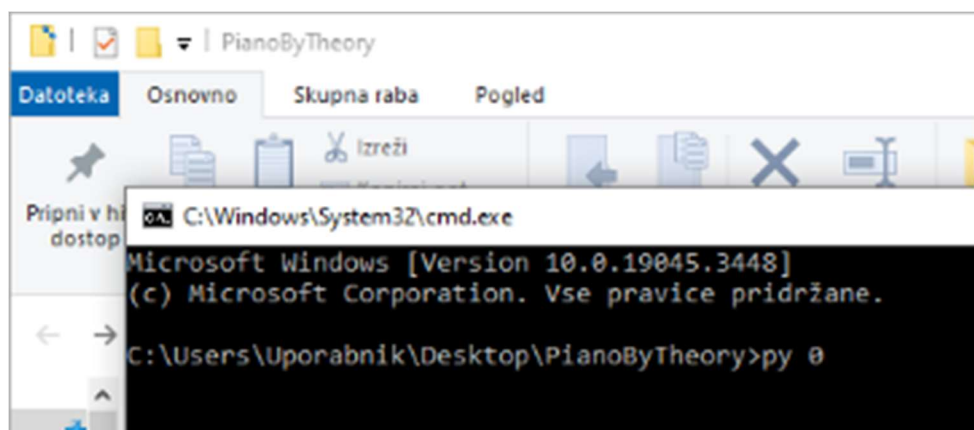 PianoByTheory
Datoteka Osnovno Skupna raba Pogled
Izreži
Pripni v hi
dostop
C:\Windows\System32\cmd.exe
Microsoft Windows [Version 10.0.19045.3448]
(c) Microsoft Corporation. Vse pravice pridržane.
C:\Users\Uporabnik\Desktop\PianoByTheory>py 0